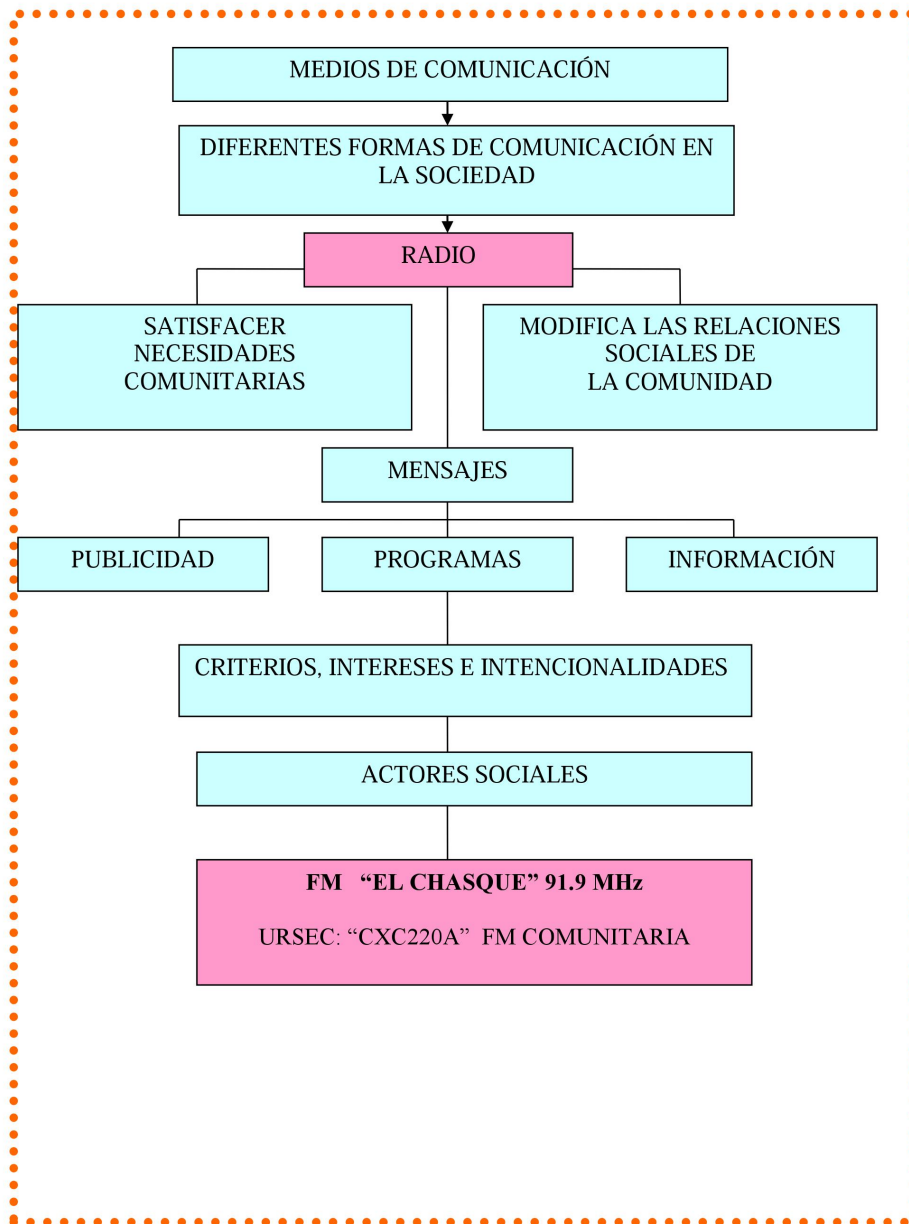 MEDIOS DE COMUNICACIÓN
DIFERENTES FORMAS DE COMUNICACIÓN EN
LA SOCIEDAD
RADIO
SATISFACER
NECESIDADES
COMUNITARIAS
MODIFICA LAS RELACIONES
SOCIALES DE
LA COMUNIDAD
MENSAJES
PUBLICIDAD
PROGRAMAS
INFORMACIÓN
CRITERIOS, INTERESES E INTENCIONALIDADES
ACTORES SOCIALES
FM “EL CHASQUE” 91.9 MHz
URSEC: “CXC220A” FM COMUNITARIA